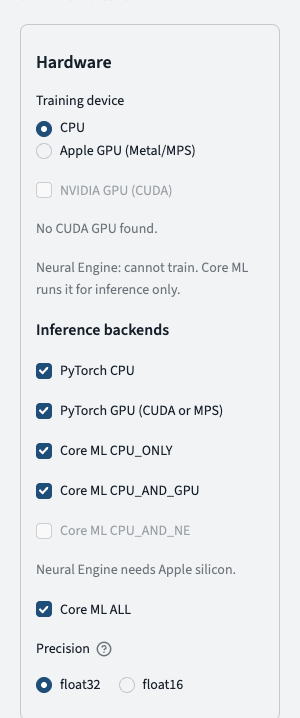 Hardware
Training device
CPU
Apple GPU (Metal/MPS)
NVIDIA GPU (CUDA)
No CUDA GPU found.
Neural Engine: cannot train. Core ML
runs it for inference only.
Inference backends
PyTorch CPU
PyTorch GPU (CUDA or MPS)
Core ML CPU_ONLY
Core ML CPU_AND_GPU
Core ML CPU_AND_NE
Neural Engine needs Apple silicon.
Core ML ALL
Precision ?
float32 float16